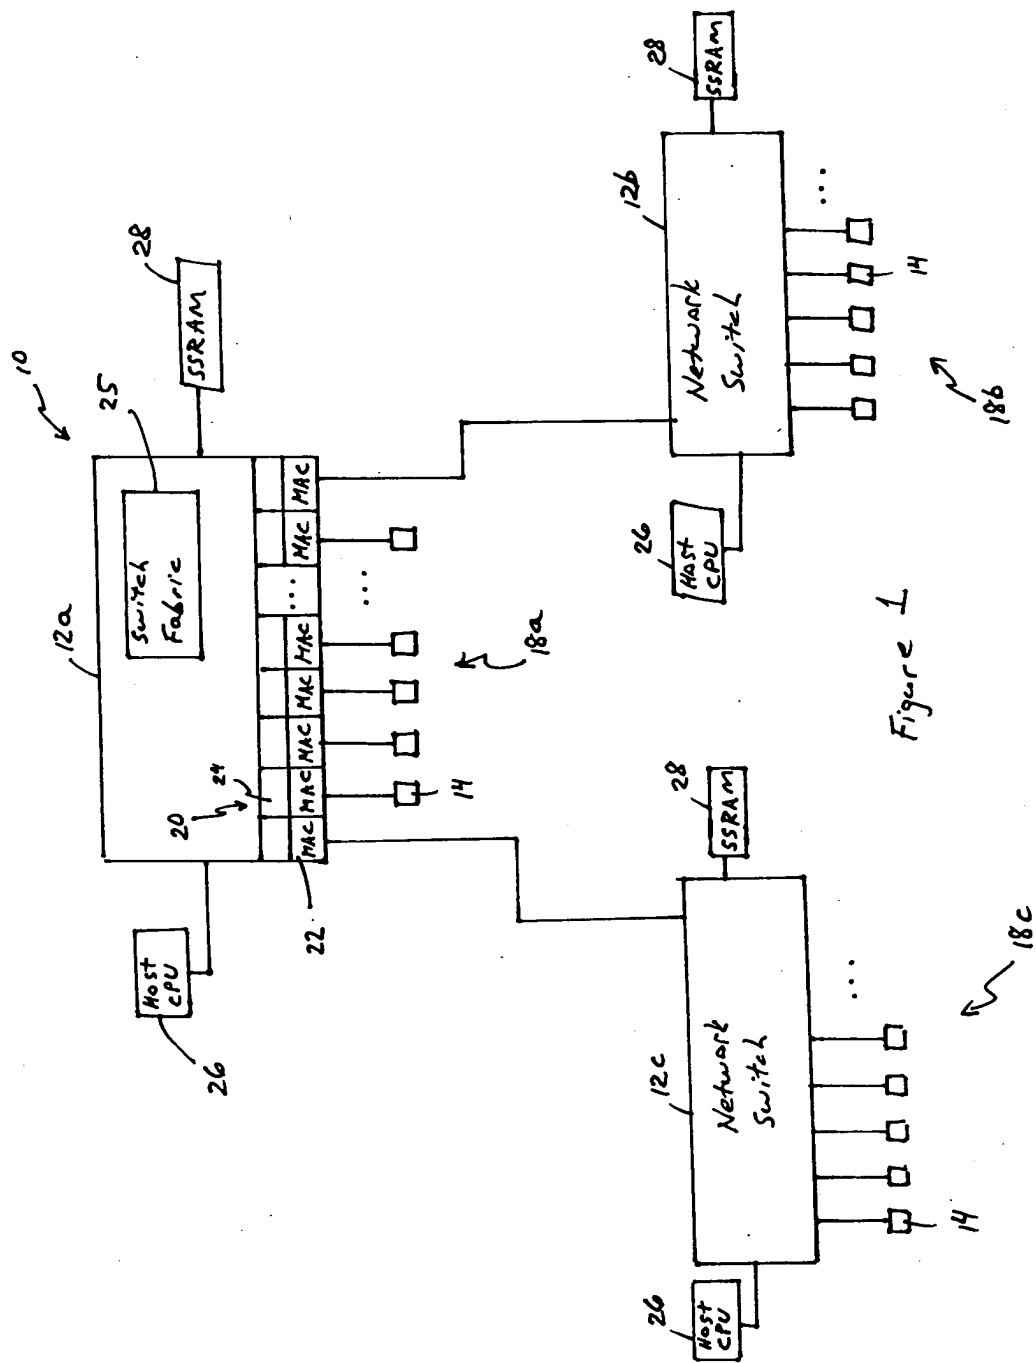 10
12a
25
28
Switch
Fabric
SSRAM
Host
CPU
26
20
24
MAC
MAC
MAC
MAC
MAC
...
MAC
MAC
22
14
18a
...
12c
Network
Switch
Host
CPU
26
SSRAM
28
14
...
18c
12b
Network
Switch
Host
CPU
26
SSRAM
28
14
...
18b
Figure 1